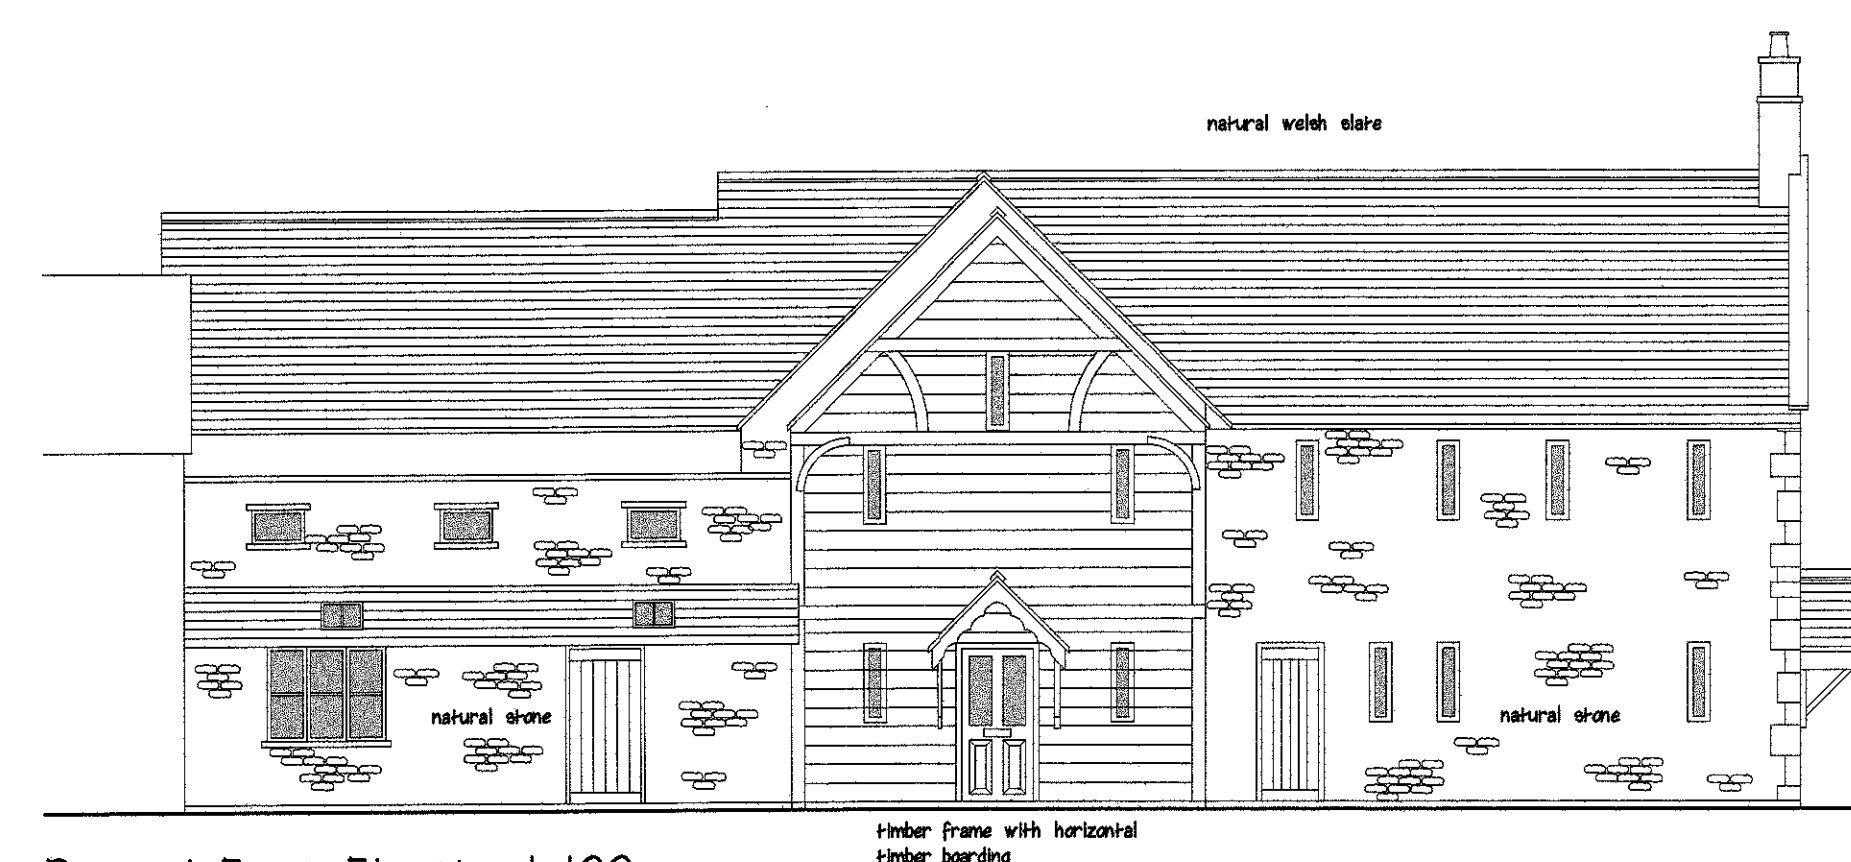 natural welsh slate
natural stone
natural stone
timber frame with horizontal
timber boarding